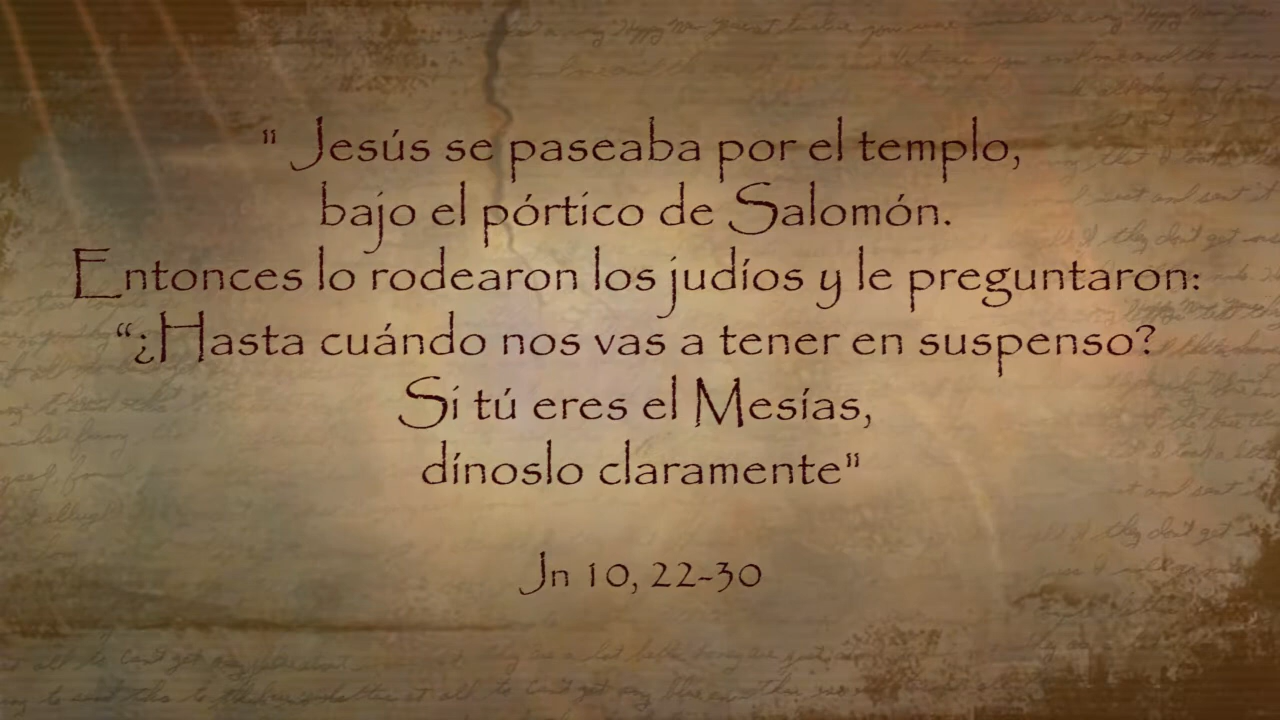 " Jesús se paseaba por el templo,
bajo el pórtico de Salomón.
Entonces lo rodearon los judíos y le preguntaron:
“¿Hasta cuándo nos vas a tener en suspenso?
Si tú eres el Mesías,
dínoslo claramente"
Jn 10, 22-30